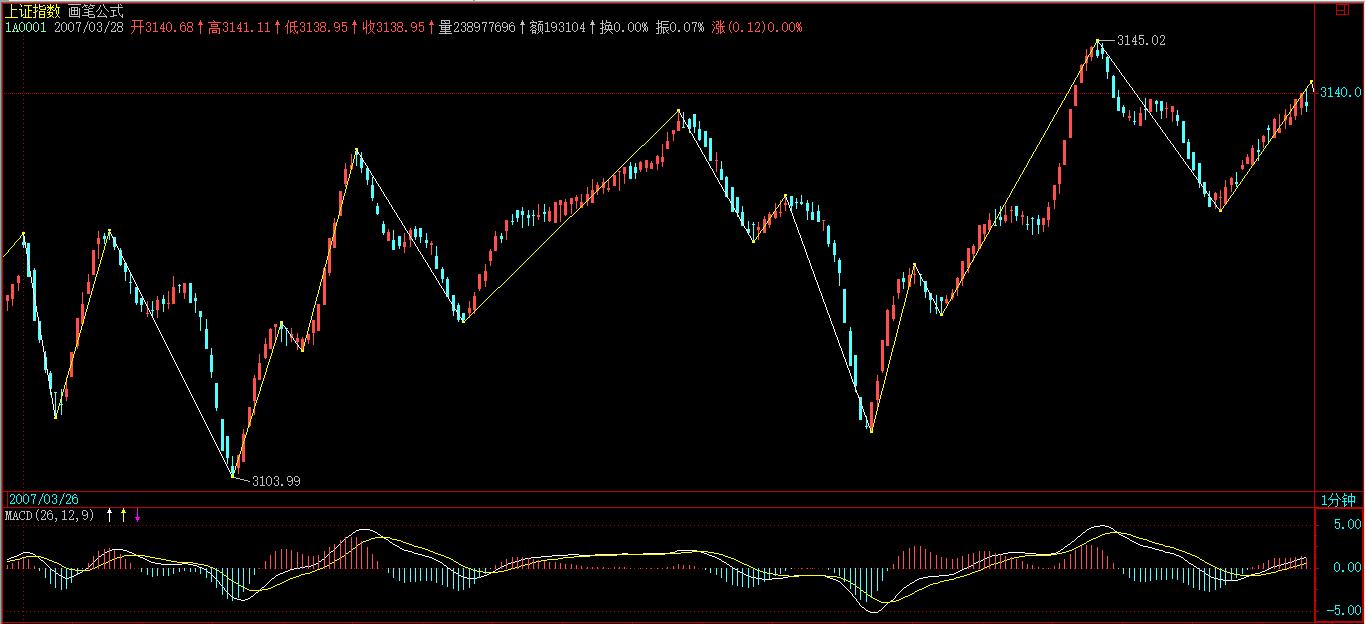 上证指数 画笔公式
1A0001 2007/03/28 开3140.68↑高3141.11↑低3138.95↑收3138.95↑量238977696↑额193104↑换0.00% 振0.07% 涨(0.12)0.00%
3145.02
3140.0
3103.99
2007/03/26
1分钟
MACD(26,12,9) ↑ ↑ ↓
5.00
0.00
-5.00